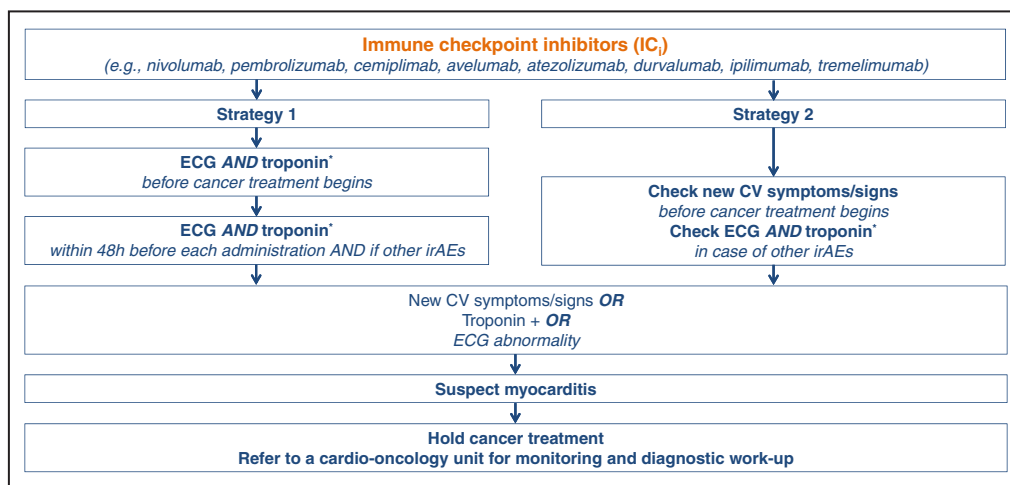 Immune checkpoint inhibitors (ICi)
(e.g., nivolumab, pembrolizumab, cemiplimab, avelumab, atezolizumab, durvalumab, ipilimumab, tremelimumab)
Strategy 1
Strategy 2
ECG AND troponin*
before cancer treatment begins
ECG AND troponin*
within 48h before each administration AND if other irAEs
Check new CV symptoms/signs
before cancer treatment begins
Check ECG AND troponin*
in case of other irAEs
New CV symptoms/signs OR
Troponin + OR
ECG abnormality
Suspect myocarditis
Hold cancer treatment
Refer to a cardio-oncology unit for monitoring and diagnostic work-up